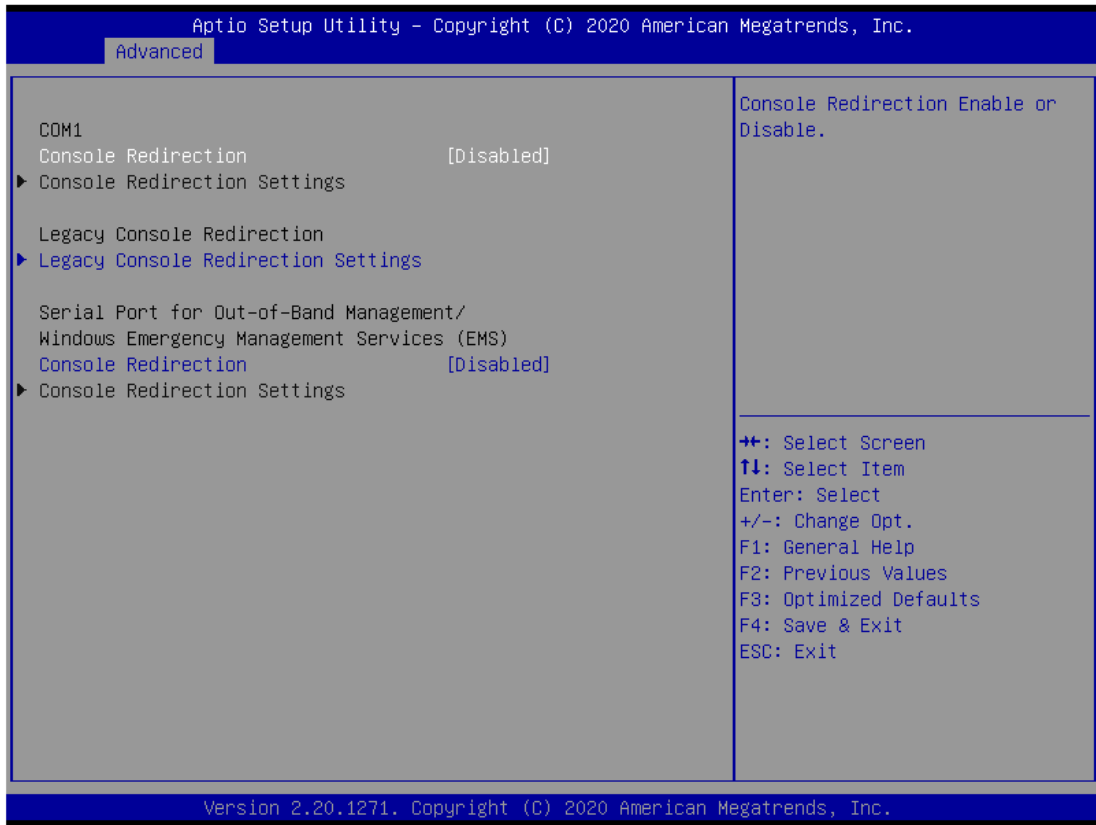 Aptio Setup Utility – Copyright (C) 2020 American Megatrends, Inc.
Advanced
COM1
Console Redirection [Disabled]
▶ Console Redirection Settings
Legacy Console Redirection
▶ Legacy Console Redirection Settings
Serial Port for Out-of-Band Management/
Windows Emergency Management Services (EMS)
Console Redirection [Disabled]
▶ Console Redirection Settings
Console Redirection Enable or
Disable.
→←: Select Screen
↑↓: Select Item
Enter: Select
+/-: Change Opt.
F1: General Help
F2: Previous Values
F3: Optimized Defaults
F4: Save & Exit
ESC: Exit
Version 2.20.1271. Copyright (C) 2020 American Megatrends, Inc.